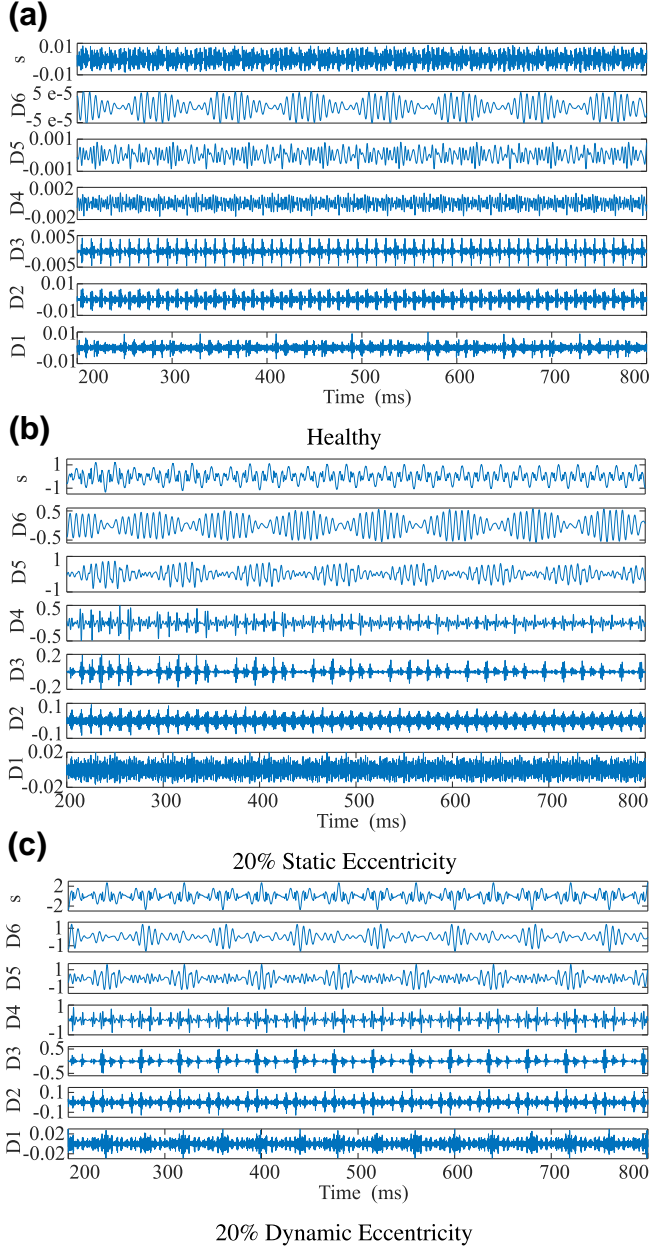 (a)
s
0.01
-0.01
D6
5 e-5
-5 e-5
D5
0.001
-0.001
D4
0.002
-0.002
D3
0.005
-0.005
D2
0.01
-0.01
D1
0.01
-0.01
200 300 400 500 600 700 800
Time (ms)
Healthy
(b)
s
1
-1
D6
0.5
-0.5
D5
1
-1
D4
0.5
-0.5
D3
0.2
-0.2
D2
0.1
-0.1
D1
0.02
-0.02
200 300 400 500 600 700 800
Time (ms)
20% Static Eccentricity
(c)
s
2
-2
D6
1
-1
D5
1
-1
D4
1
-1
D3
0.5
-0.5
D2
0.1
-0.1
D1
0.02
-0.02
200 300 400 500 600 700 800
Time (ms)
20% Dynamic Eccentricity